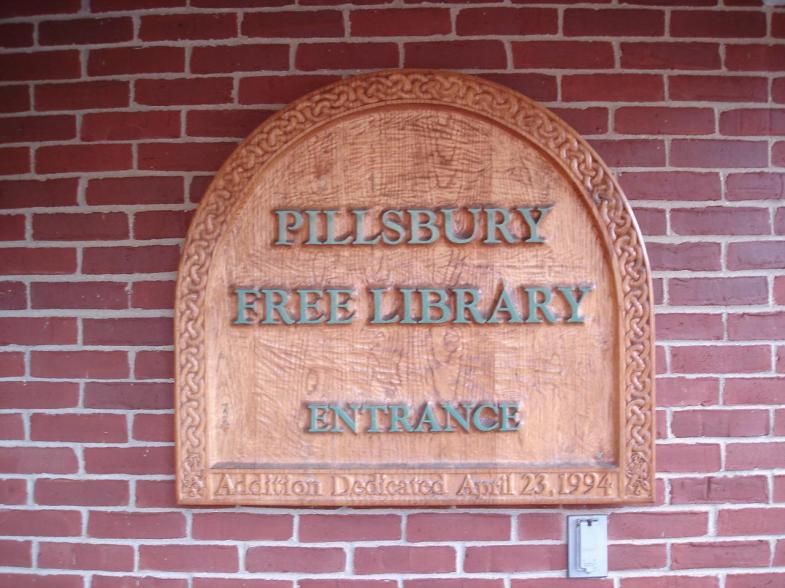 PILLSBURY
FREE LIBRARY
ENTRANCE
Addition Dedicated April 23, 1994